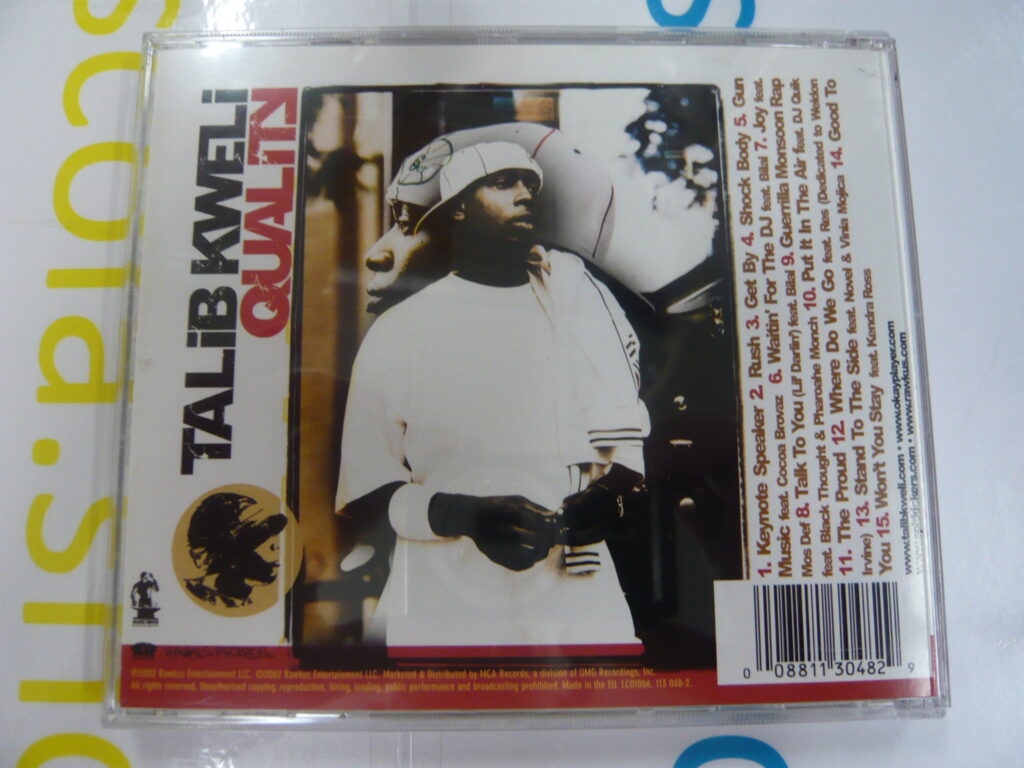 TALiB KWELi
QUALiTY
1. Keynote Speaker 2. Rush 3. Get By 4. Shock Body 5. Gun
Music feat. Cocoa Brovaz 6. Waitin' For The DJ feat. Bilal 7. Joy feat.
Mos Def 8. Talk To You (Lil' Darlin') feat. Bilal 9. Guerrilla Monsoon Rap
feat. Black Thought & Pharoahe Monch 10. Put It In The Air feat. DJ Quik
11. The Proud 12. Where Do We Go feat. Res (Dedicated to Weldon
Irvine) 13. Stand To The Side feat. Novel & Vinia Mojica 14. Good To
You 15. Won't You Stay feat. Kendra Ross
www.talibkweli.com • www.okayplayer.com
• www.rawkus.com
0 08811 30482 9
RAWKUS RECORDS
℗2002 Rawkus Entertainment LLC. ©2002 Rawkus Entertainment LLC. Marketed & Distributed by MCA Records, a division of UMG Recordings, Inc.
All rights reserved. Unauthorised copying, reproduction, hiring, lending, public performance and broadcasting prohibited. Made in the EU. LC01056. 113 048-2.